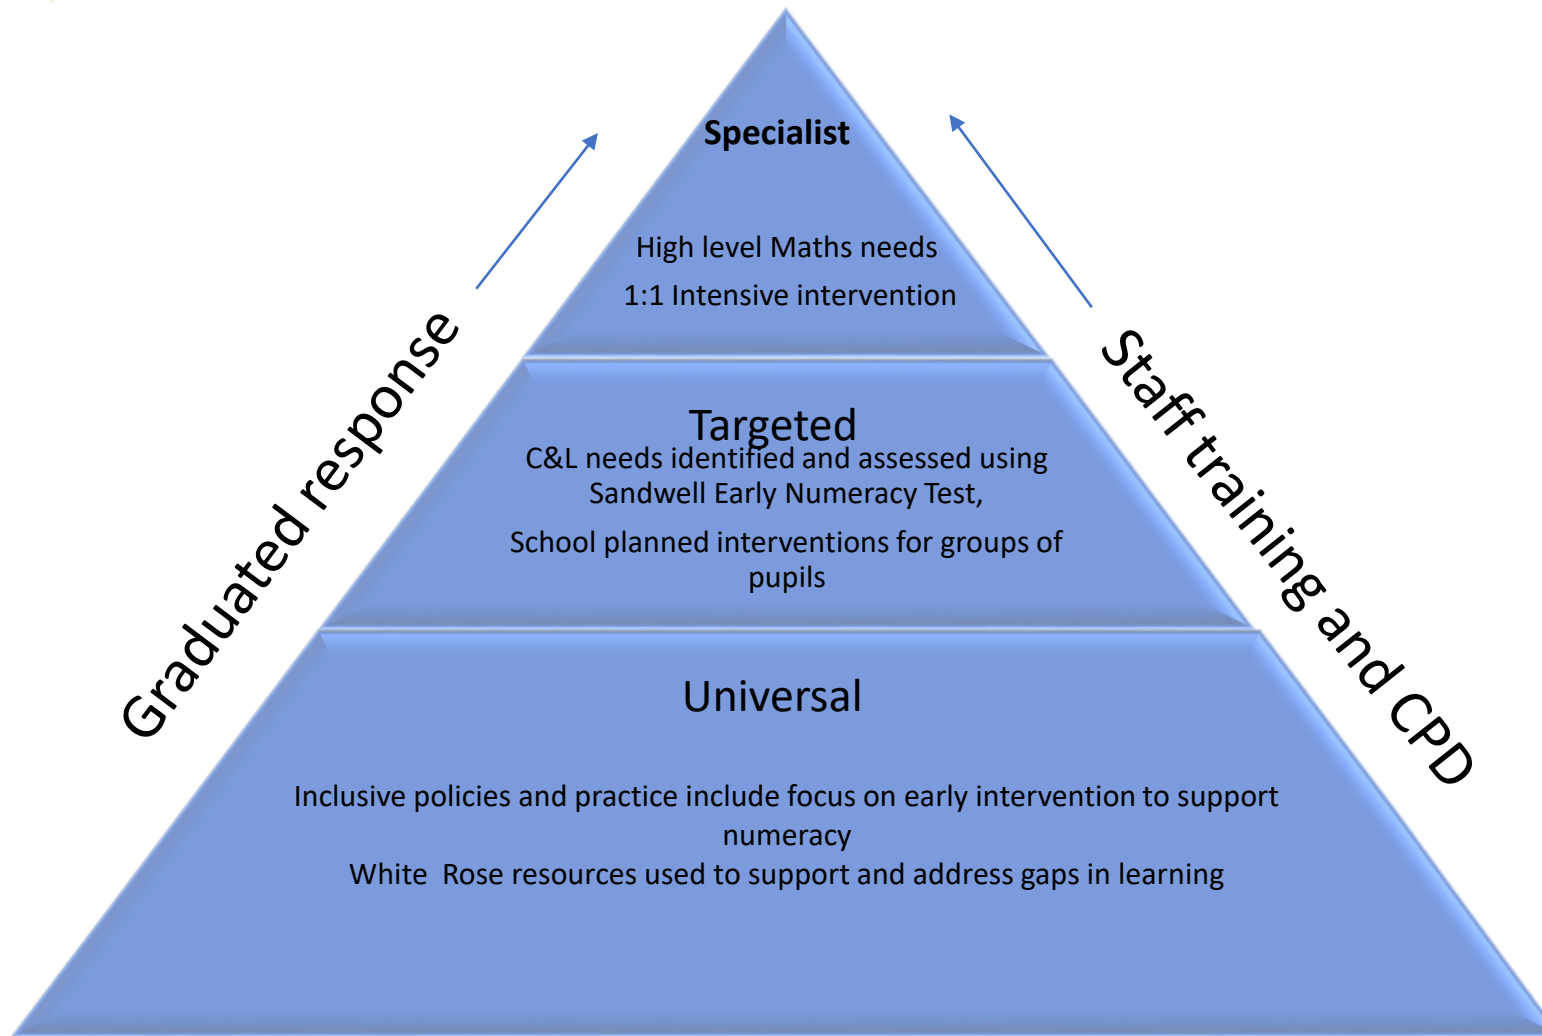 Specialist
High level Maths needs
1:1 Intensive intervention
Graduated response
Staff training and CPD
Targeted
C&L needs identified and assessed using
Sandwell Early Numeracy Test,
School planned interventions for groups of
pupils
Universal
Inclusive policies and practice include focus on early intervention to support
numeracy
White  Rose resources used to support and address gaps in learning